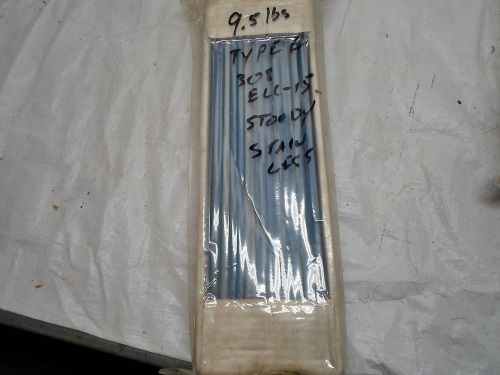 9.5 lbs
TYPE E
308
ELC-15
STOODY
STAIN
LESS